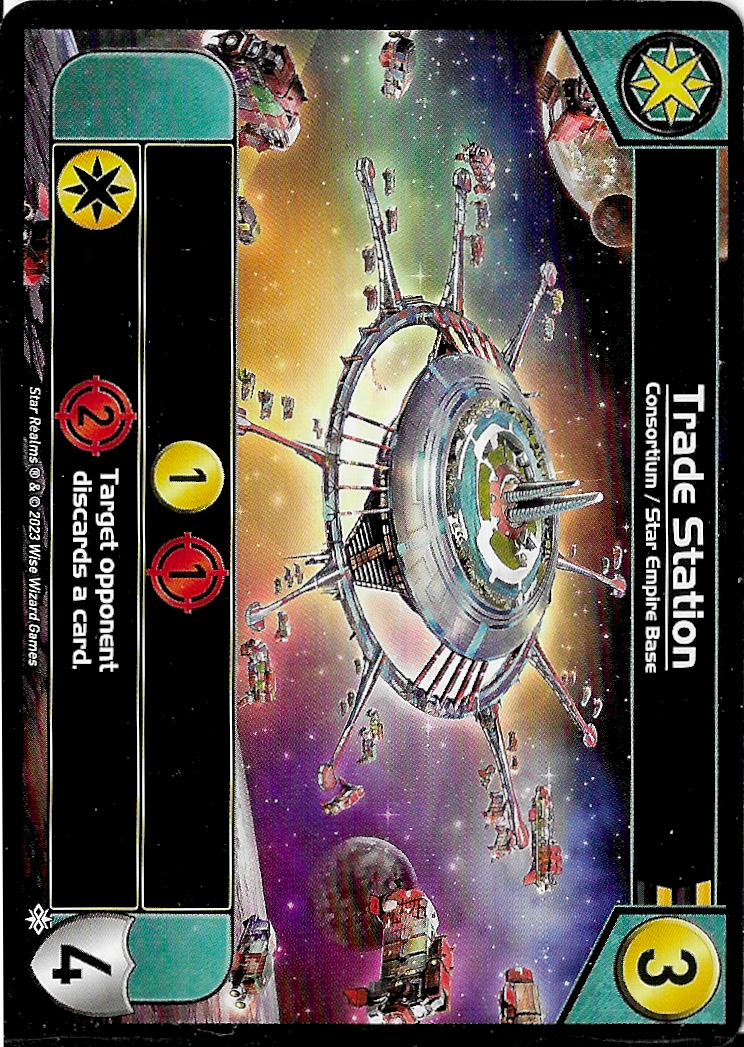 Trade Station
Consortium / Star Empire Base
3
1 1
2 Target opponent
discards a card.
4
Star Realms ® & © 2023 Wise Wizard Games